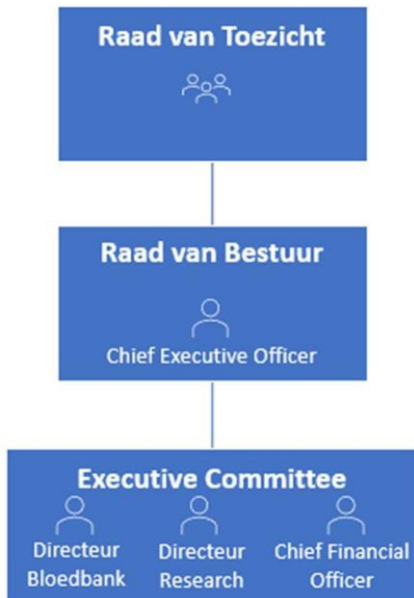 Raad van Toezicht
Raad van Bestuur
Chief Executive Officer
Executive Committee
Directeur Bloedbank
Directeur Research
Chief Financial Officer